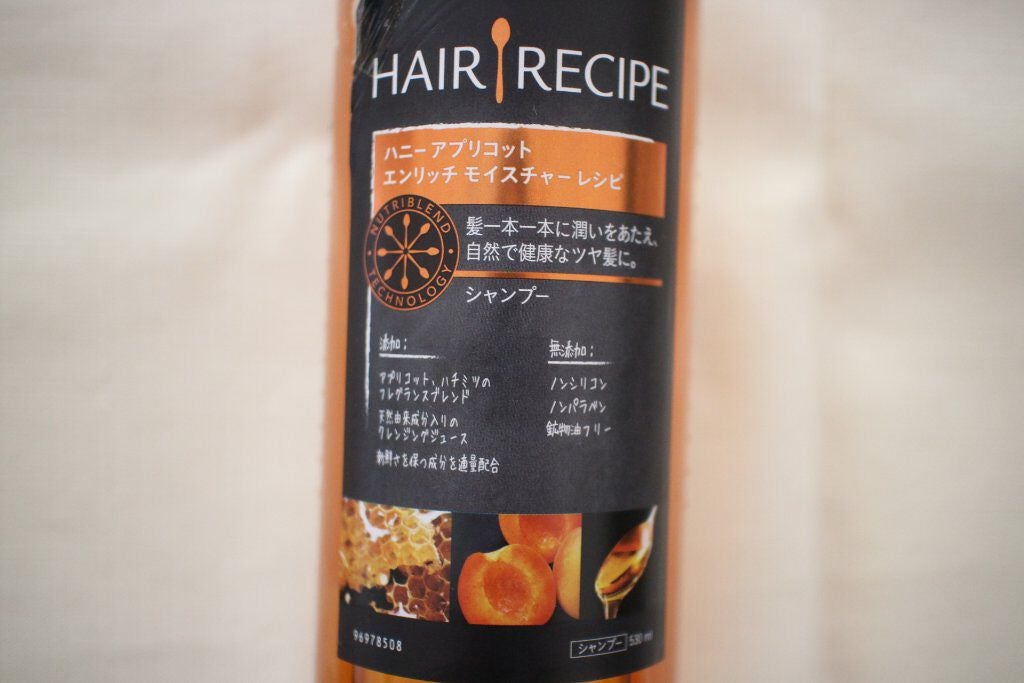 HAIR RECIPE
ハニー アプリコット
エンリッチ モイスチャー レシピ
NUTRIBLEND TECHNOLOGY
髪一本一本に潤いをあたえ、
自然で健康なツヤ髪に。
シャンプー
添加:
アプリコット、ハチミツの
フレグランスブレンド
天然由来成分入りの
クレンジングジュース
新鮮さを保つ成分を適量配合
無添加:
ノンシリコン
ノンパラベン
鉱物油フリー
96978508
シャンプー 530 ml